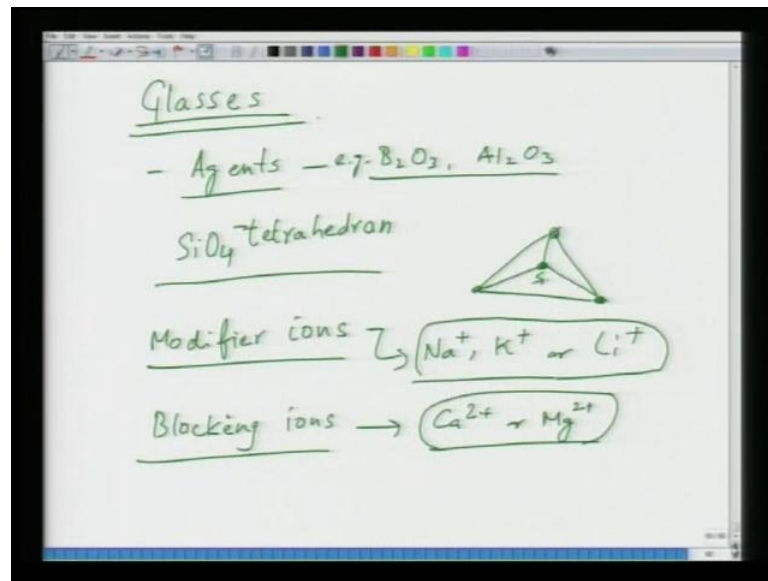 Glasses
- Agents - e.g. B2O3, Al2O3
SiO4 - tetrahedron
Si
Modifier ions → Na+, K+ or Li+
Blocking ions → Ca2+ or Mg2+